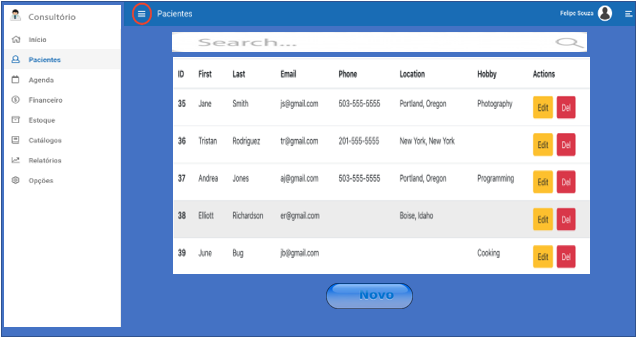 Consultório
Início
Pacientes
Agenda
Financeiro
Estoque
Catálogos
Relatórios
Opções
Pacientes
Felipe Souza
Search...
ID First Last Email Phone Location Hobby Actions
35 Jane Smith js@gmail.com 503-555-5555 Portland, Oregon Photography Edit Del
36 Tristan Rodriguez tr@gmail.com 201-555-5555 New York, New York Edit Del
37 Andrea Jones aj@gmail.com 503-555-5555 Portland, Oregon Programming Edit Del
38 Elliott Richardson er@gmail.com Boise, Idaho Edit Del
39 June Bug jb@gmail.com Cooking Edit Del
Novo